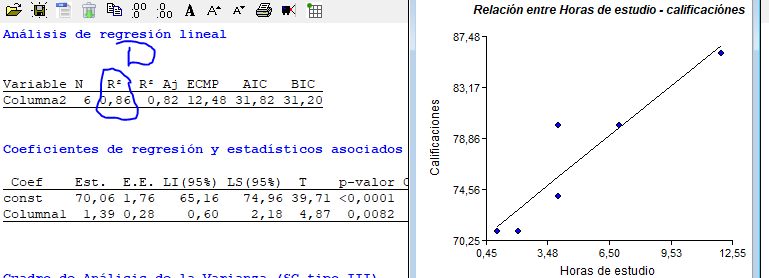 .00
.0
.0
.00
A
Análisis de regresión lineal
D
Variable N R² R² Aj ECMP AIC BIC
Columna2 6 0,86 0,82 12,48 31,82 31,20
Coeficientes de regresión y estadísticos asociados
Coef Est. E.E. LI(95%) LS(95%) T p-valor
const 70,06 1,76 65,16 74,96 39,71 <0,0001
Columna1 1,39 0,28 0,60 2,18 4,87 0,0082
Cuadro de Análisis de la Varianza (SC tipo III)
Relación entre Horas de estudio - calificaciónes
87,48
83,17
78,86
74,56
70,25
Calificaciones
0,45 3,48 6,50 9,53 12,55
Horas de estudio